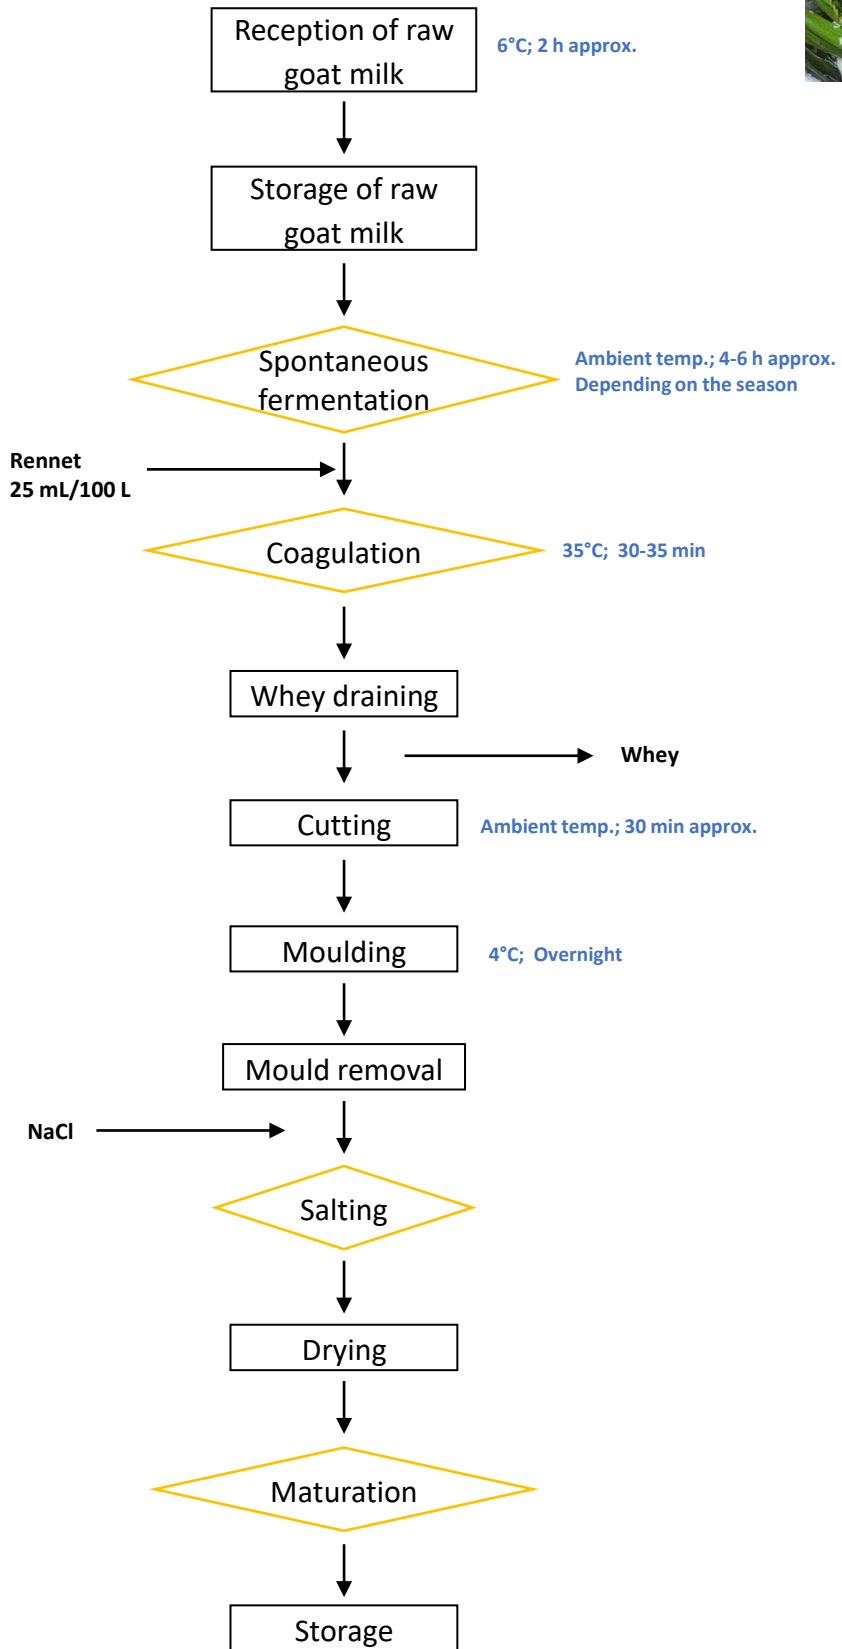 Reception of raw
goat milk
6°C; 2 h approx.
Storage of raw
goat milk
Spontaneous
fermentation
Ambient temp.; 4-6 h approx.
Depending on the season
Rennet
25 mL/100 L
Coagulation
35°C;  30-35 min
Whey draining
Whey
Cutting
Ambient temp.; 30 min approx.
Moulding
4°C;  Overnight
Mould removal
NaCl
Salting
Drying
Maturation
Storage